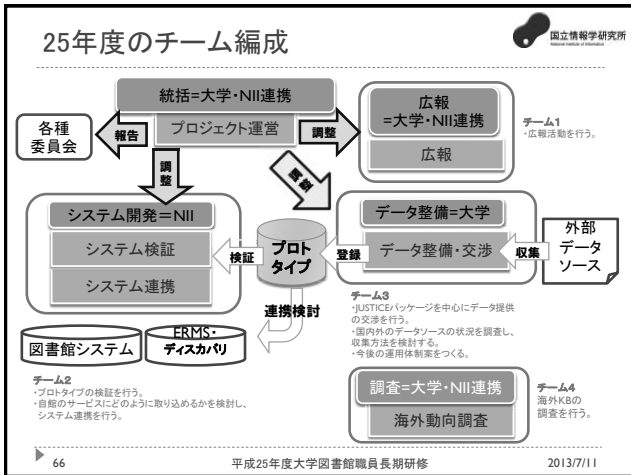 25年度のチーム編成
国立情報学研究所
National Institute of Informatics
統括=大学・NII連携
プロジェクト運営
各種
委員会
報告
調整
広報
=大学・NII連携
広報
チーム1
・広報活動を行う。
調整
調整
システム開発=NII
システム検証
システム連携
検証
プロト
タイプ
登録
データ整備=大学
データ整備・交渉
収集
外部
データ
ソース
連携検討
図書館システム
ERMS・
ディスカバリ
チーム3
・JUSTICEパッケージを中心にデータ提供
の交渉を行う。
・国内外のデータソースの状況を調査し、
収集方法を検討する。
・今後の運用体制案をつくる。
チーム2
・プロトタイプの検証を行う。
・自館のサービスにどのように取り込めるかを検討し、
システム連携を行う。
調査=大学・NII連携
海外動向調査
チーム4
海外KBの
調査を行う。
66
平成25年度大学図書館職員長期研修
2013/7/11